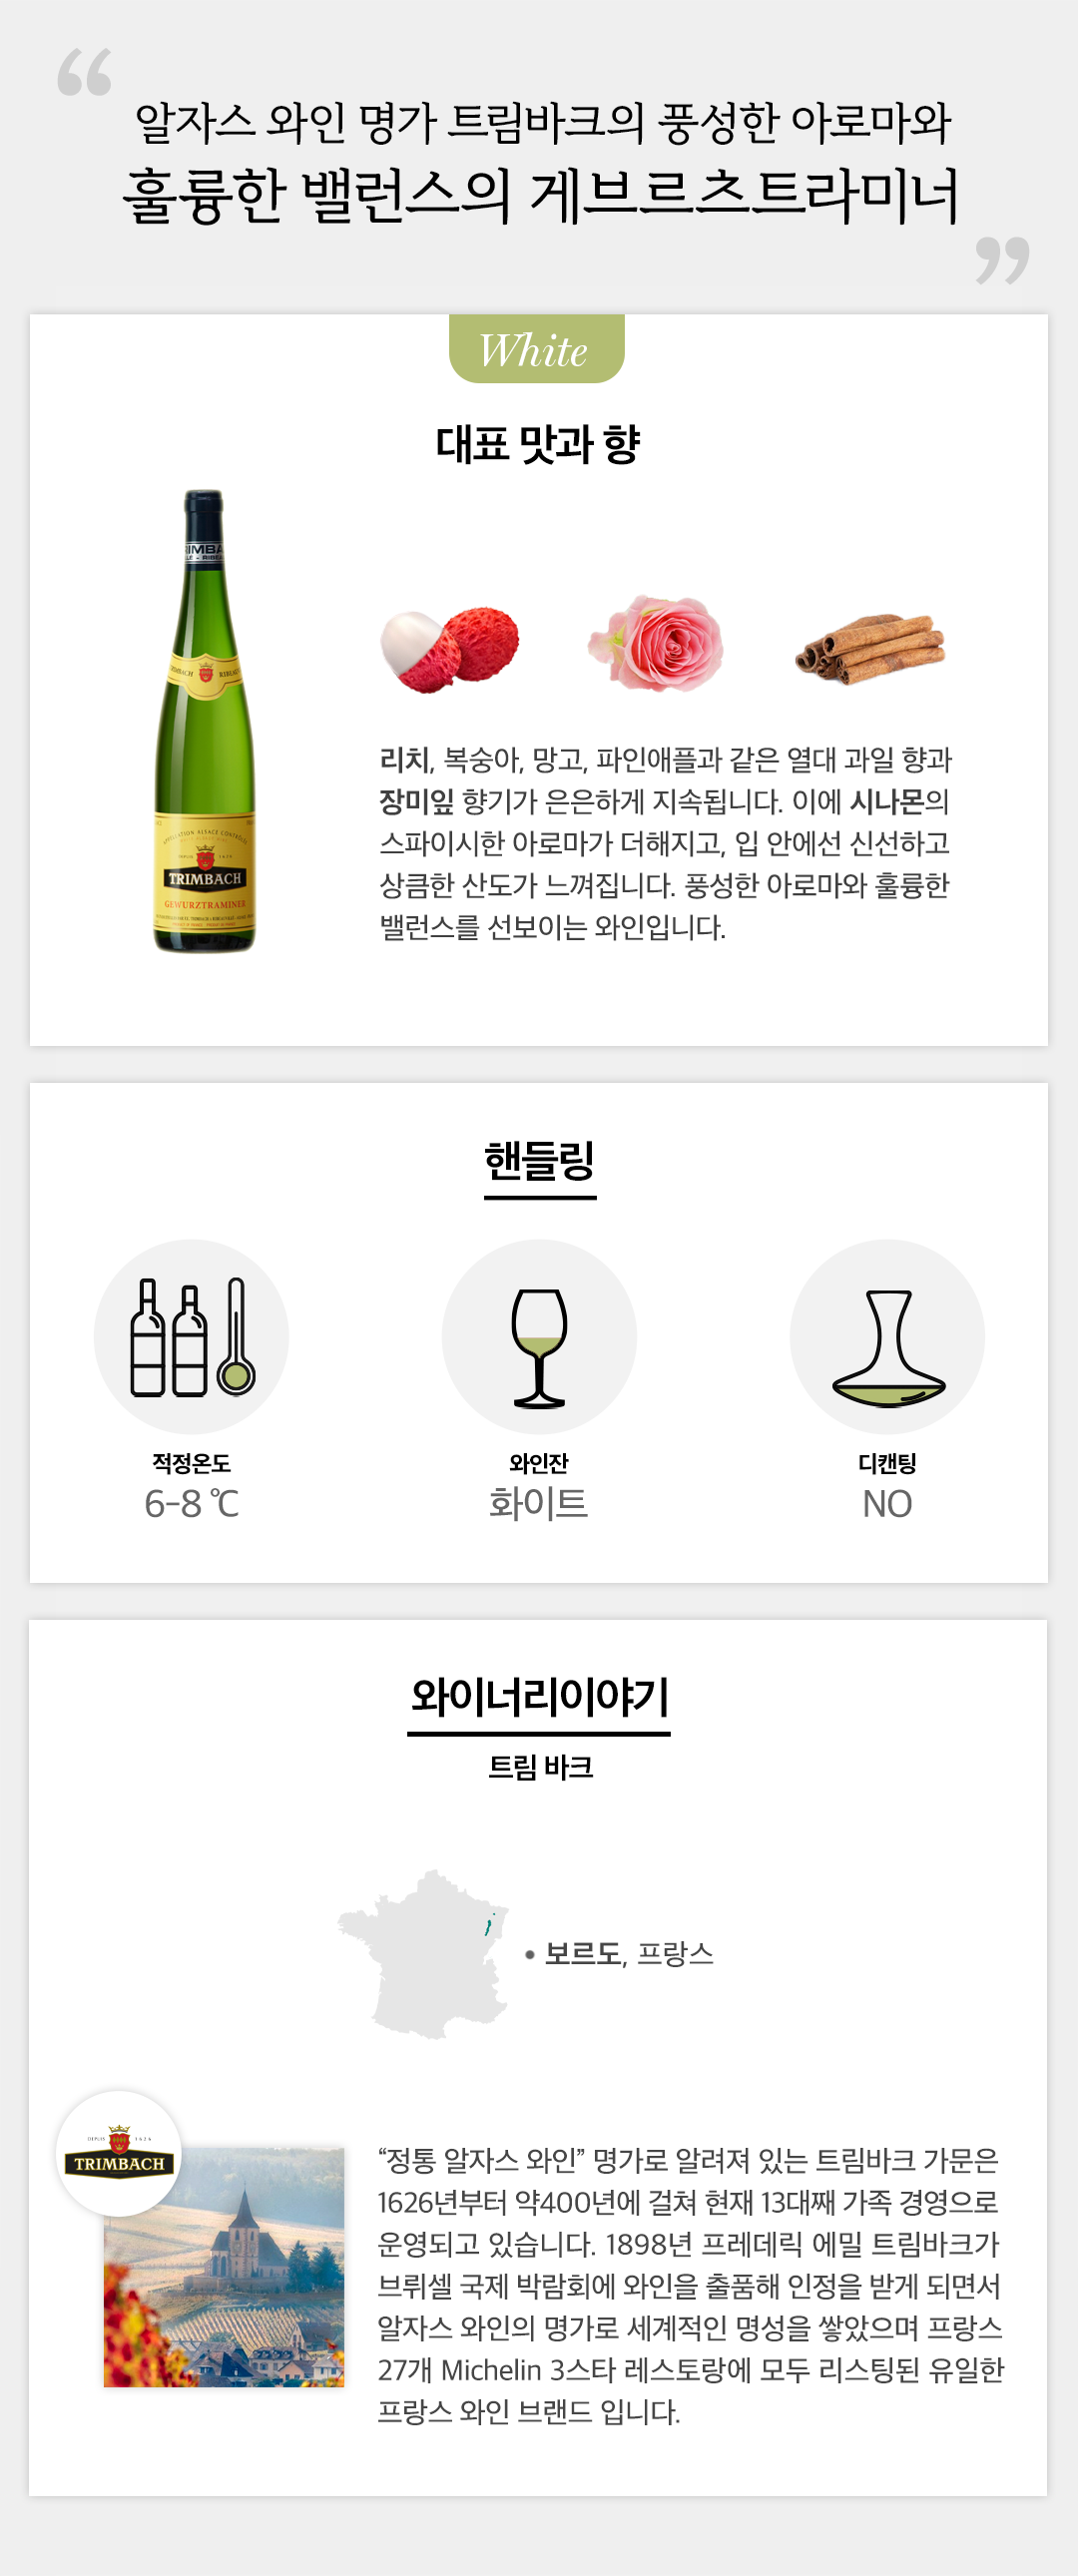 “
알자스 와인 명가 트림바크의 풍성한 아로마와
훌륭한 밸런스의 게브르츠트라미너
”
White
대표 맛과 향
TRIMBACH RIBEAU
APPELLATION ALSACE CONTRÔLÉE
DEPUIS 1626
TRIMBACH
GEWURZTRAMINER
리치, 복숭아, 망고, 파인애플과 같은 열대 과일 향과
장미잎 향기가 은은하게 지속됩니다. 이에 시나몬의
스파이시한 아로마가 더해지고, 입 안에선 신선하고
상큼한 산도가 느껴집니다. 풍성한 아로마와 훌륭한
밸런스를 선보이는 와인입니다.
핸들링
적정온도
6-8 ℃
와인잔
화이트
디캔팅
NO
와이너리이야기
트림 바크
• 보르도, 프랑스
DEPUIS 1626
TRIMBACH
“정통 알자스 와인” 명가로 알려져 있는 트림바크 가문은
1626년부터 약400년에 걸쳐 현재 13대째 가족 경영으로
운영되고 있습니다. 1898년 프레데릭 에밀 트림바크가
브뤼셀 국제 박람회에 와인을 출품해 인정을 받게 되면서
알자스 와인의 명가로 세계적인 명성을 쌓았으며 프랑스
27개 Michelin 3스타 레스토랑에 모두 리스팅된 유일한
프랑스 와인 브랜드 입니다.